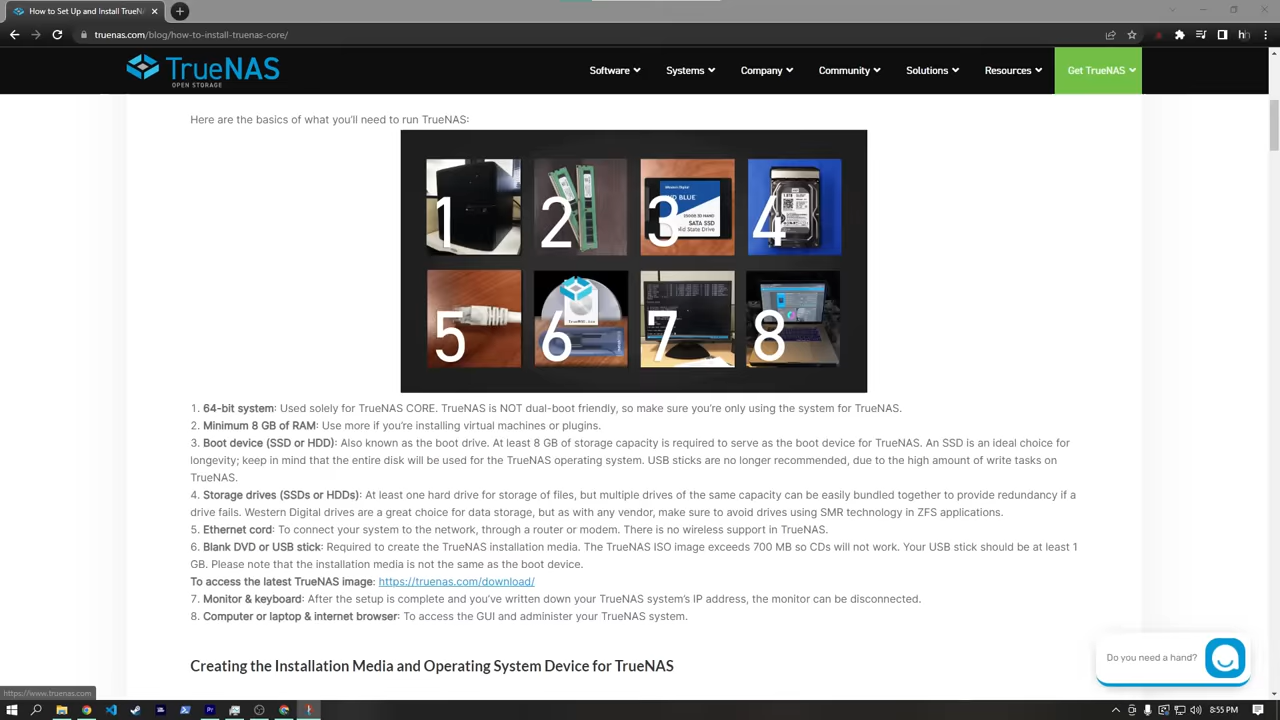 How to Set Up and Install TrueN
truenas.com/blog/how-to-install-truenas-core/
TrueNAS
OPEN STORAGE
Software
Systems
Company
Community
Solutions
Resources
Get TrueNAS
Here are the basics of what you'll need to run TrueNAS:
1
2
3
4
5
6
7
8
1. 64-bit system: Used solely for TrueNAS CORE. TrueNAS is NOT dual-boot friendly, so make sure you're only using the system for TrueNAS.
2. Minimum 8 GB of RAM: Use more if you're installing virtual machines or plugins.
3. Boot device (SSD or HDD): Also known as the boot drive. At least 8 GB of storage capacity is required to serve as the boot device for TrueNAS. An SSD is an ideal choice for
longevity; keep in mind that the entire disk will be used for the TrueNAS operating system. USB sticks are no longer recommended, due to the high amount of write tasks on
TrueNAS.
4. Storage drives (SSDs or HDDs): At least one hard drive for storage of files, but multiple drives of the same capacity can be easily bundled together to provide redundancy if a
drive fails. Western Digital drives are a great choice for data storage, but as with any vendor, make sure to avoid drives using SMR technology in ZFS applications.
5. Ethernet cord: To connect your system to the network, through a router or modem. There is no wireless support in TrueNAS.
6. Blank DVD or USB stick: Required to create the TrueNAS installation media. The TrueNAS ISO image exceeds 700 MB so CDs will not work. Your USB stick should be at least 1
GB. Please note that the installation media is not the same as the boot device.
To access the latest TrueNAS image: https://truenas.com/download/
7. Monitor & keyboard: After the setup is complete and you've written down your TrueNAS system's IP address, the monitor can be disconnected.
8. Computer or laptop & internet browser: To access the GUI and administer your TrueNAS system.
Creating the Installation Media and Operating System Device for TrueNAS
Do you need a hand?
https://www.truenas.com
8:55 PM